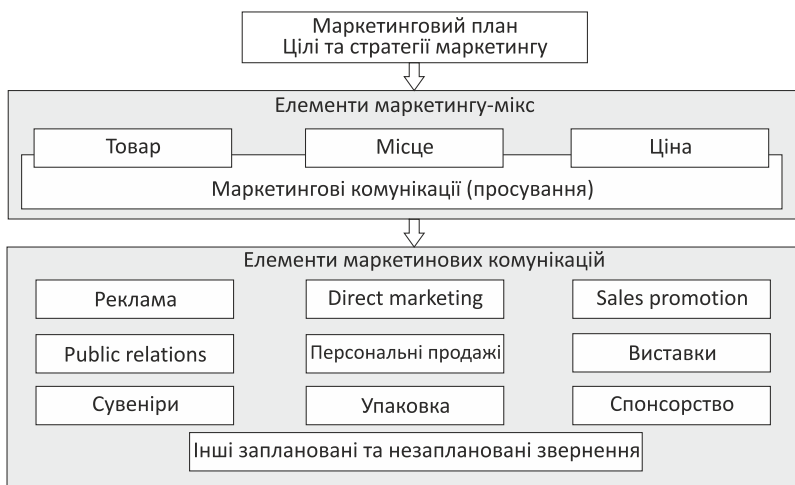 Маркетинговий план
Цілі та стратегії маркетингу
Елементи маркетингу-мікс
Товар
Місце
Ціна
Маркетингові комунікації (просування)
Елементи маркетинових комунікацій
Реклама
Direct marketing
Sales promotion
Public relations
Персональні продажі
Виставки
Сувеніри
Упаковка
Спонсорство
Інші заплановані та незаплановані звернення